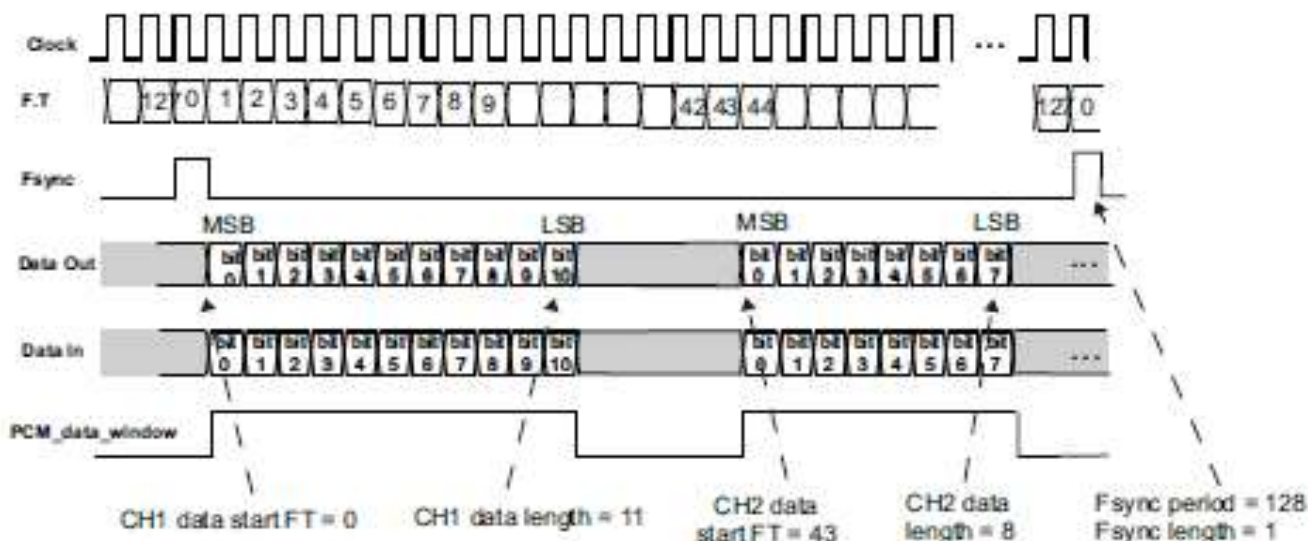 Clock
...
F.T 127 0 1 2 3 4 5 6 7 8 9 42 43 44 127 0
Fsync
MSB LSB MSB LSB
Data Out bit 0 bit 1 bit 2 bit 3 bit 4 bit 5 bit 6 bit 7 bit 8 bit 9 bit 10 bit 0 bit 1 bit 2 bit 3 bit 4 bit 5 bit 6 bit 7 ...
Data In bit 0 bit 1 bit 2 bit 3 bit 4 bit 5 bit 6 bit 7 bit 8 bit 9 bit 10 bit 0 bit 1 bit 2 bit 3 bit 4 bit 5 bit 6 bit 7 ...
PCM_data_window
CH1 data start FT = 0
CH1 data length = 11
CH2 data
start FT = 43
CH2 data
length = 8
Fsync period = 128
Fsync length = 1